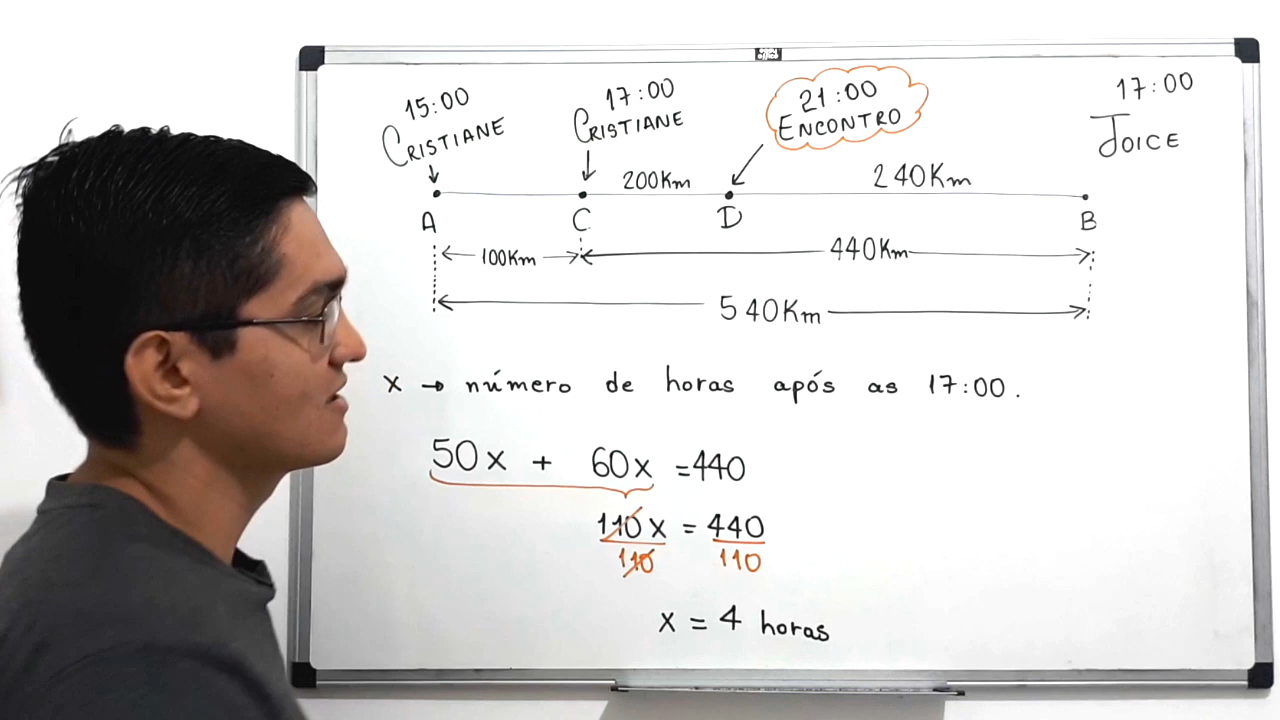 15:00
CRISTIANE
17:00
CRISTIANE
21:00
ENCONTRO
17:00
JOICE
200Km
240Km
A
C
D
B
100Km
440Km
540Km
x → número de horas após as 17:00.
50x + 60x = 440
110x = 440
110 110
x = 4 horas